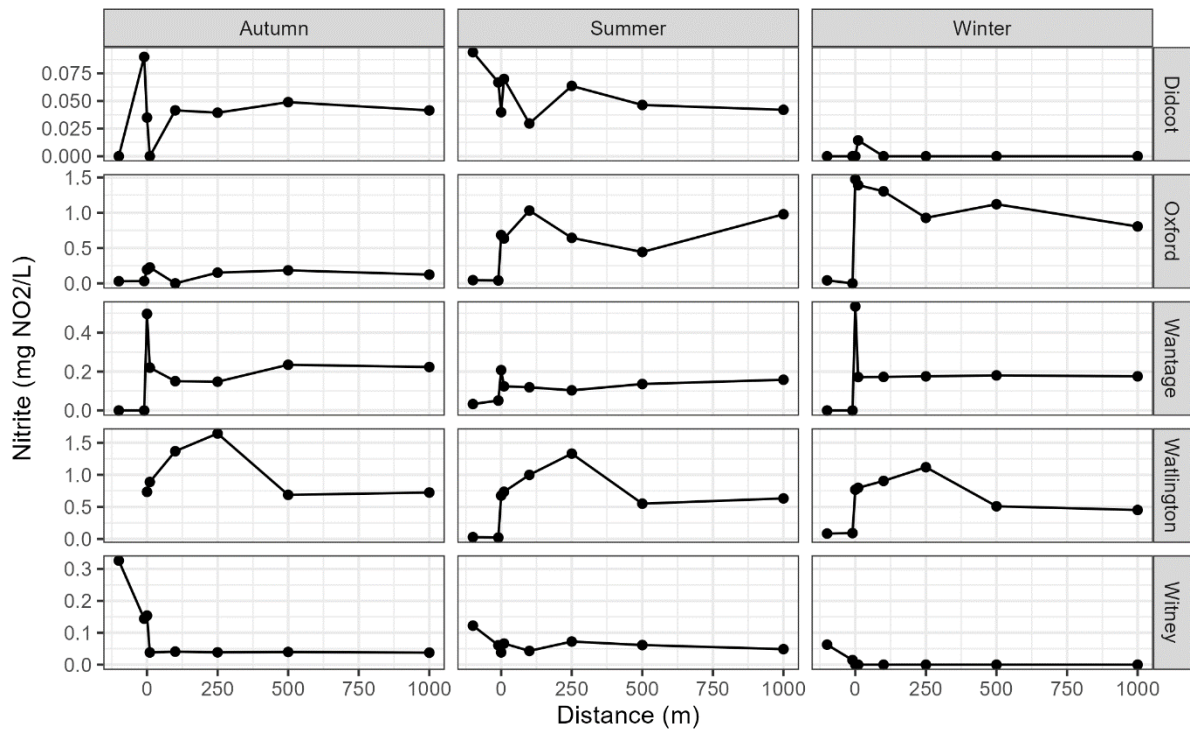 Autumn Summer Winter
Nitrite (mg NO2/L)
0.075
0.050
0.025
0.000
Didcot
1.5
1.0
0.5
0.0
Oxford
0.4
0.2
0.0
Wantage
1.5
1.0
0.5
0.0
Watlington
0.3
0.2
0.1
0.0
Witney
0 250 500 750 1000 0 250 500 750 1000 0 250 500 750 1000
Distance (m)